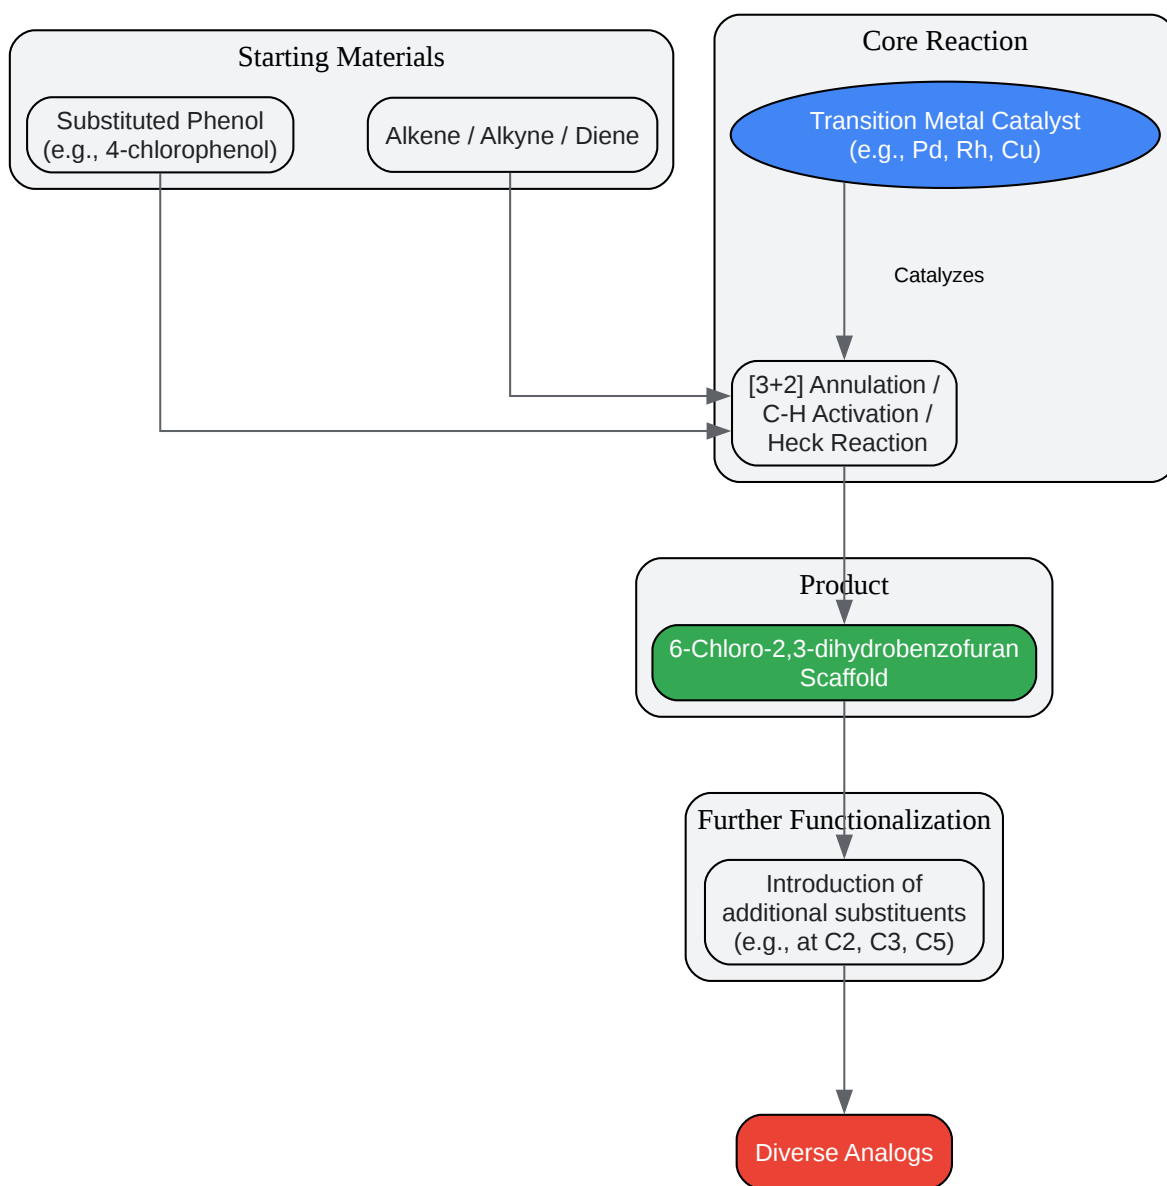 Starting Materials
Substituted Phenol
(e.g., 4-chlorophenol)
Alkene / Alkyne / Diene
Core Reaction
Transition Metal Catalyst
(e.g., Pd, Rh, Cu)
Catalyzes
[3+2] Annulation /
C-H Activation /
Heck Reaction
Product
6-Chloro-2,3-dihydrobenzofuran
Scaffold
Further Functionalization
Introduction of
additional substituents
(e.g., at C2, C3, C5)
Diverse Analogs